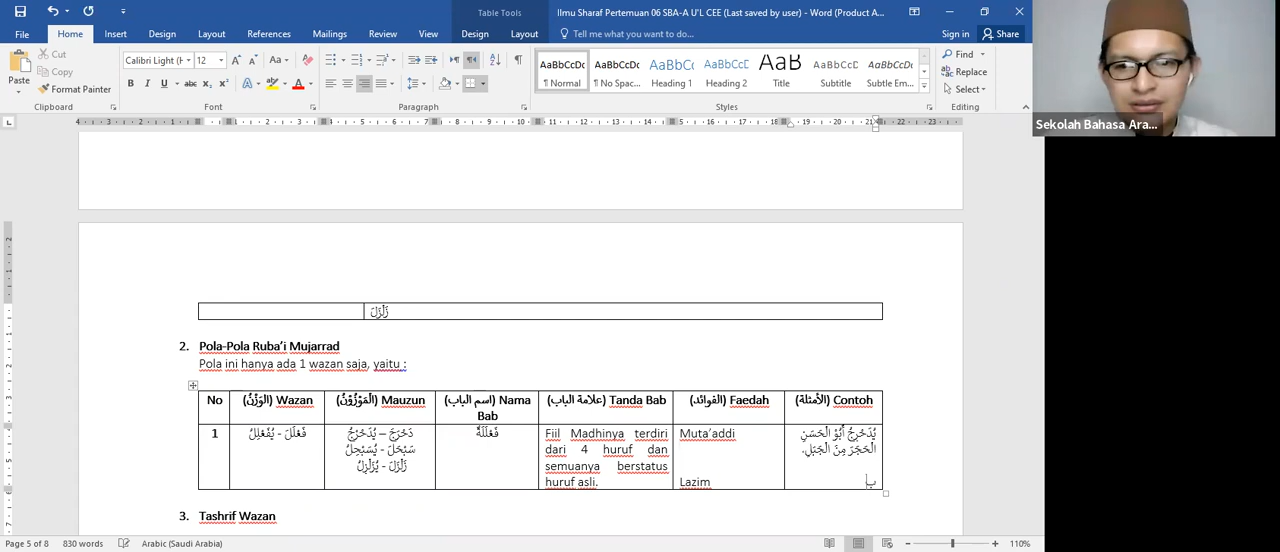 Table Tools
Ilmu Sharaf Pertemuan 06 SBA-A U'L CEE (Last saved by user) - Word (Product A...
File Home Insert Design Layout References Mailings Review View Design Layout Tell me what you want to do... Sign in Share
Paste
Cut
Copy
Format Painter
Clipboard
Calibri Light (H 12
Font
Paragraph
AaBbCcDc AaBbCcDc AaBbCcDc AaBbCcDc AaBb AaBbCcDc AaBbCcDc
¶ Normal ¶ No Spac... Heading 1 Heading 2 Title Subtitle Subtle Em...
Styles
Find
Replace
Select
Editing
Sekolah Bahasa Ara...
زَلْزَلَ
2. Pola-Pola Ruba'i Mujarrad
Pola ini hanya ada 1 wazan saja, yaitu :
No
Wazan (الوَزْنُ)
Mauzun (الْمَوْزُوْنُ)
Nama (اسم الباب)
Bab
Tanda Bab (علامة الباب)
Faedah (الفوائد)
Contoh (الأمثلة)
1
فَعْلَلَ - يُفَعْلِلُ
دَحْرَجَ – يُدَحْرِجُ
سَبْحَلَ - يُسَبْحِلُ
زَلْزَلَ - يُزَلْزِلُ
فَعْلَلَةٌ
Fiil Madhinya terdiri
dari 4 huruf dan
semuanya berstatus
huruf asli.
Muta'addi
Lazim
يُدَحْرِجُ أَبُوْ الْحَسَنِ
الْحَجَرَ مِنَ الْجَبَلِ.
ب
3. Tashrif Wazan
Page 5 of 8 830 words Arabic (Saudi Arabia) 110%